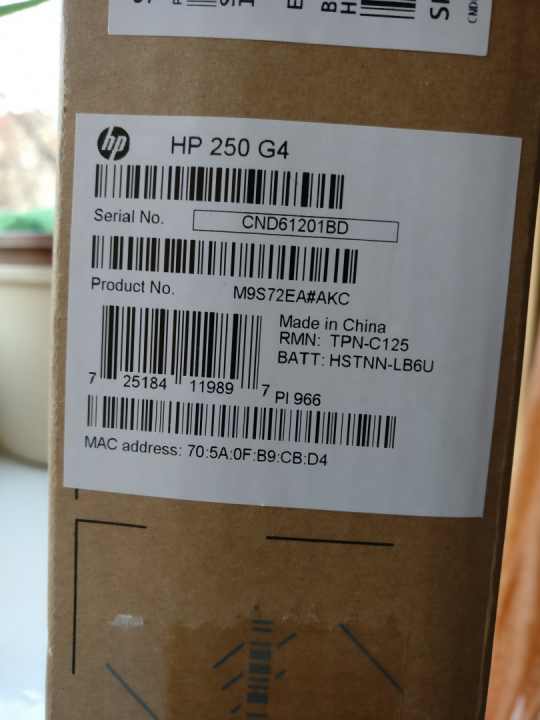 hp
HP 250 G4
Serial No.
CND61201BD
Product No.
M9S72EA#AKC
Made in China
RMN: TPN-C125
BATT: HSTNN-LB6U
7 25184 11989 7
PI 966
MAC address: 70:5A:0F:B9:CB:D4